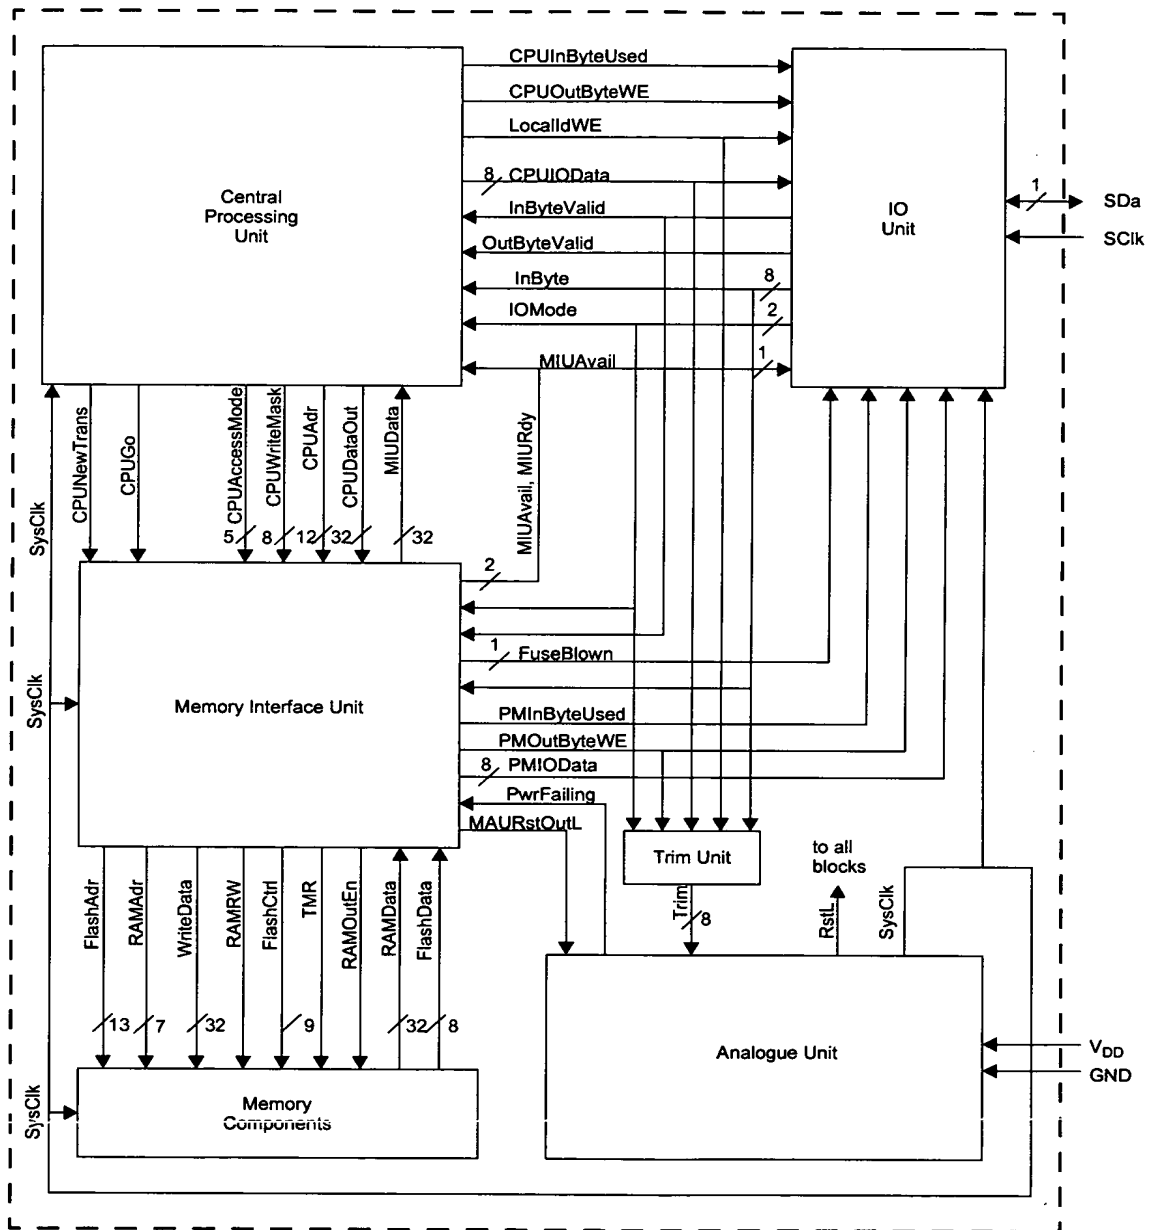 CPUInByteUsed
CPUOutByteWE
LocalIdWE
8
CPUIOData
InByteValid
OutByteValid
InByte
8
IOMode
2
MIUAvail
1
Central
Processing
Unit
IO
Unit
1
SDa
SClk
CPUNewTrans
CPUGo
CPUAccessMode
CPUWriteMask
CPUAdr
CPUDataOut
MIUData
5
8
12
32
32
SysClk
MIUAvail, MIURdy
2
1
FuseBlown
SysClk
Memory Interface Unit
PMInByteUsed
PMOutByteWE
8
PMIOData
PwrFailing
MAURstOutL
Trim Unit
to all
blocks
FlashAdr
RAMAdr
WriteData
RAMRW
FlashCtrl
TMR
RAMOutEn
RAMData
FlashData
Trim
8
RstL
SysClk
13
7
32
9
32
8
Analogue Unit
VDD
GND
SysClk
Memory
Components